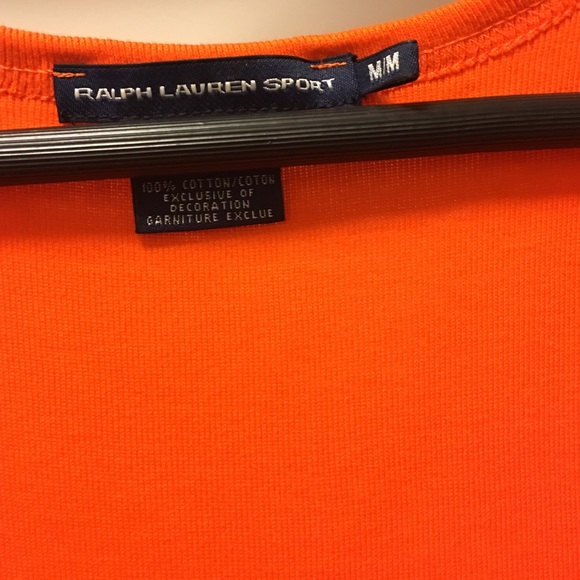 RALPH LAUREN SPORT
M/M
100% COTTON/COTON
EXCLUSIVE OF
DECORATION
GARNITURE EXCLUE